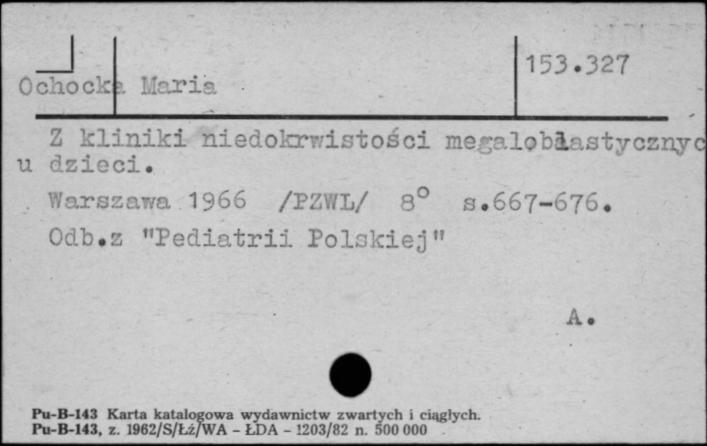 153.327
Ochocka Maria
Z kliniki niedokrwistości megaloblastycznyc
u dzieci.
Warszawa 1966 /PZWL/ 8° s.667-676.
Odb.z "Pediatrii Polskiej"
A.
Pu-B-143 Karta katalogowa wydawnictw zwartych i ciągłych.
Pu-B-143, z. 1962/S/Łź/WA - ŁDA - 1203/82 n. 500 000